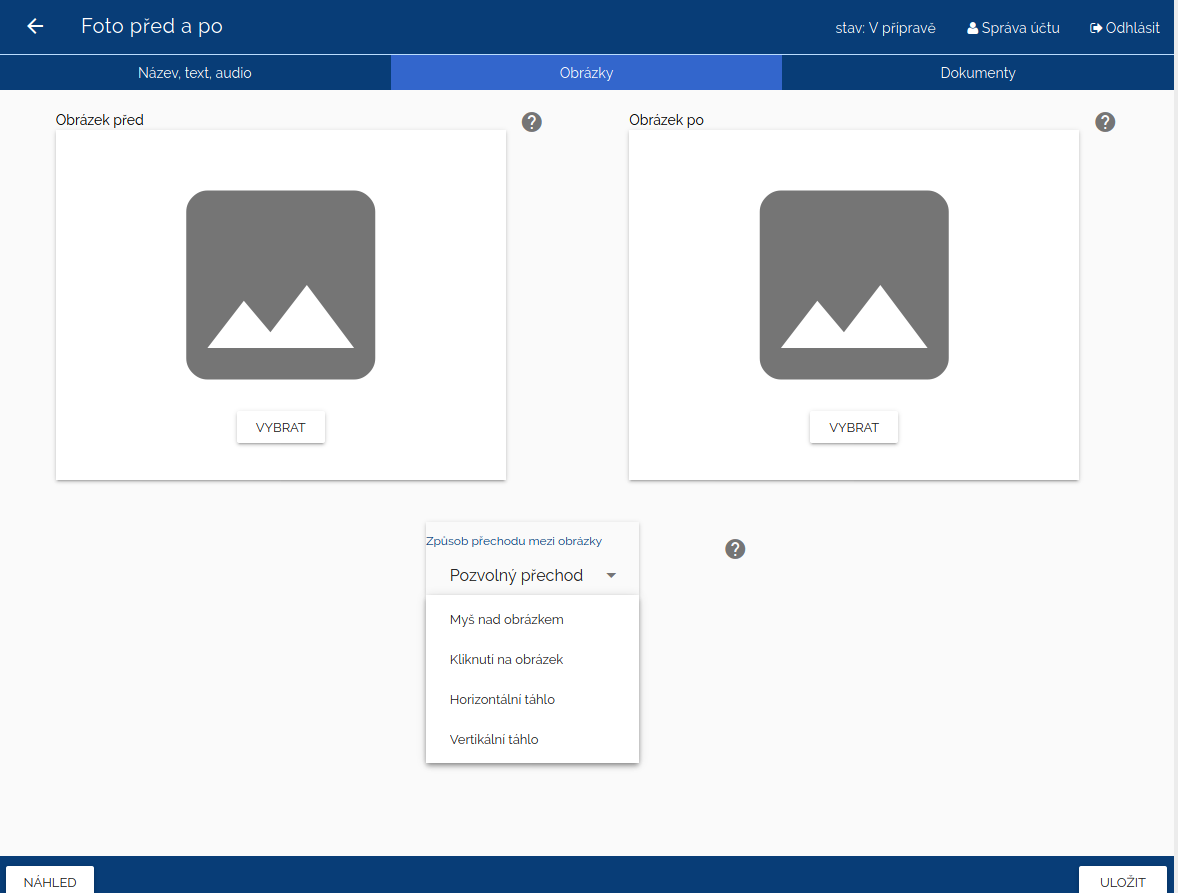 Foto před a po
stav: V přípravě
Správa účtu
Odhlásit
Název, text, audio
Obrázky
Dokumenty
Obrázek před
?
Obrázek po
?
VYBRAT
VYBRAT
Způsob přechodu mezi obrázky
?
Pozvolný přechod
Myš nad obrázkem
Kliknutí na obrázek
Horizontální táhlo
Vertikální táhlo
NÁHLED
ULOŽIT